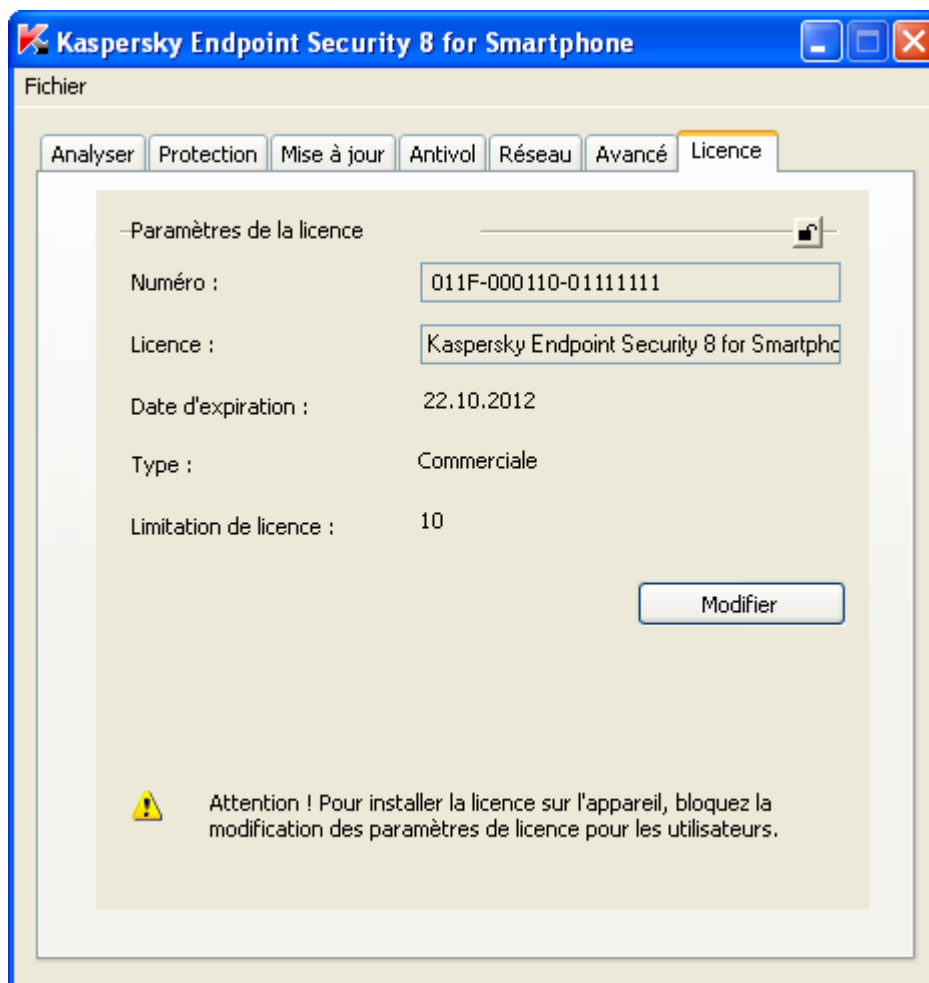 Kaspersky Endpoint Security 8 for Smartphone
Fichier
Analyser Protection Mise à jour Antivol Réseau Avancé Licence
Paramètres de la licence
Numéro : 011F-000110-01111111
Licence : Kaspersky Endpoint Security 8 for Smartpho
Date d'expiration : 22.10.2012
Type : Commerciale
Limitation de licence : 10
Modifier
Attention ! Pour installer la licence sur l'appareil, bloquez la
modification des paramètres de licence pour les utilisateurs.